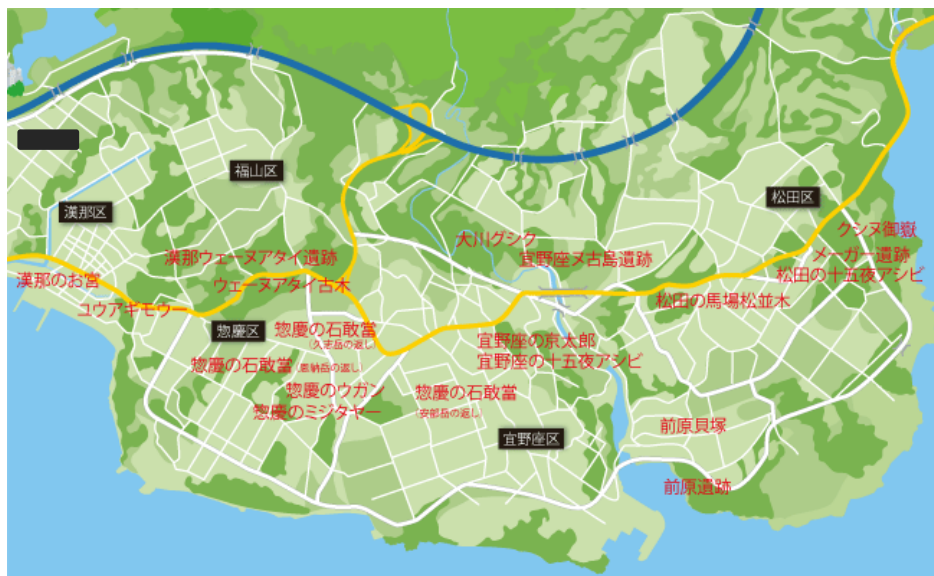 福山区
松田区
漢那区
クシヌ御嶽
大川グシク
メーガー遺跡
漢那ウェーヌアタイ遺跡
宜野座ヌ古島遺跡
松田の十五夜アシビ
漢那のお宮
ウェーヌアタイ古木
松田の馬場松並木
ユウアギモウー
惣慶区
惣慶の石敢當
(久志岳の返し)
宜野座の京太郎
宜野座の十五夜アシビ
惣慶の石敢當(恩納岳の返し)
惣慶のウガン
惣慶の石敢當
(安部岳の返し)
惣慶のミジタヤー
前原貝塚
宜野座区
前原遺跡